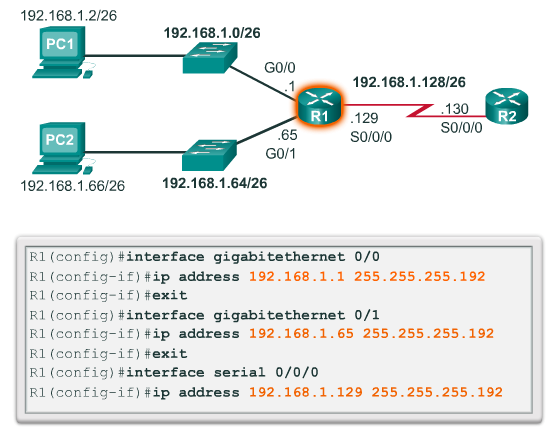 192.168.1.2/26
PC1
192.168.1.0/26
G0/0
.1
192.168.1.128/26
R1
.129
S0/0/0
.130
S0/0/0
R2
.65
G0/1
PC2
192.168.1.66/26
192.168.1.64/26
R1(config)#interface gigabitethernet 0/0
R1(config-if)#ip address 192.168.1.1 255.255.255.192
R1(config-if)#exit
R1(config)#interface gigabitethernet 0/1
R1(config-if)#ip address 192.168.1.65 255.255.255.192
R1(config-if)#exit
R1(config)#interface serial 0/0/0
R1(config-if)#ip address 192.168.1.129 255.255.255.192